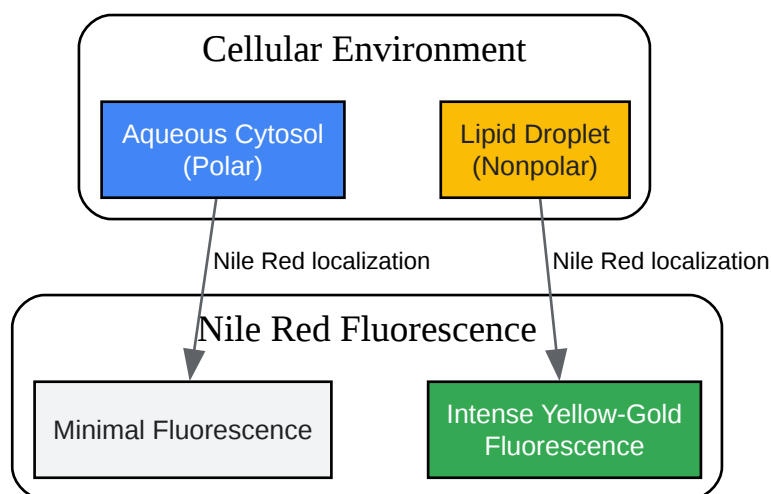 Cellular Environment
Aqueous Cytosol
(Polar)
Lipid Droplet
(Nonpolar)
Nile Red localization
Nile Red localization
Nile Red Fluorescence
Minimal Fluorescence
Intense Yellow-Gold
Fluorescence